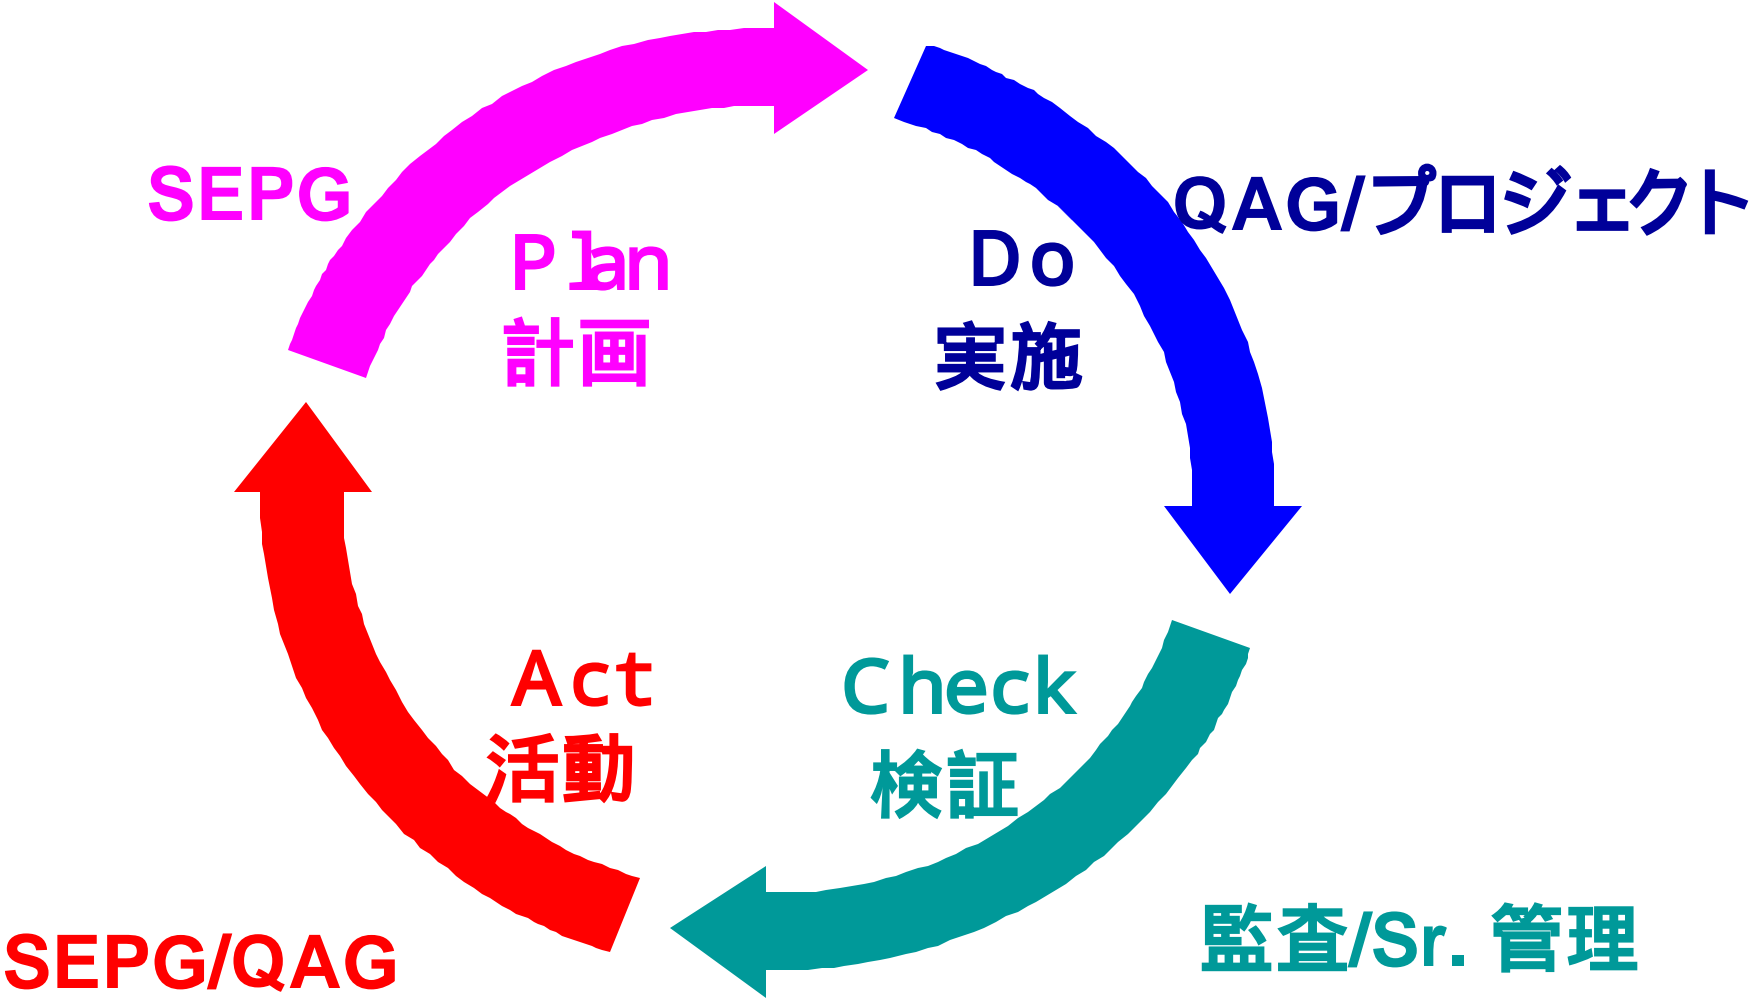 SEPG
Plan
計画
QAG/プロジェクト
Do
実施
Act
活動
Check
検証
SEPG/QAG
監査/Sr. 管理